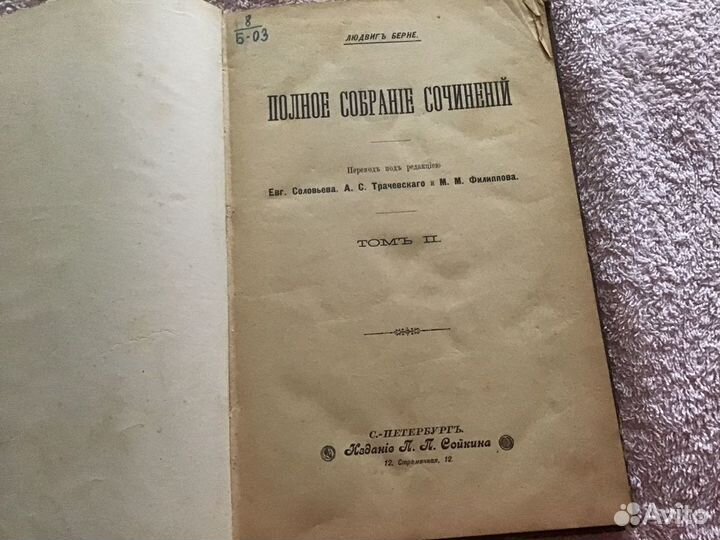 8
Б-03
ЛЮДВИГЪ БЕРНЕ.
ПОЛНОЕ СОБРАНІЕ СОЧИНЕНІЙ
Переводъ подъ редакціею
Евг. Соловьева, А. С. Трачевскаго и М. М. Филиппова.
ТОМЪ II.
С.-ПЕТЕРБУРГЪ.
Изданіе П. П. Сойкина
12, Стремянная, 12.
Avito